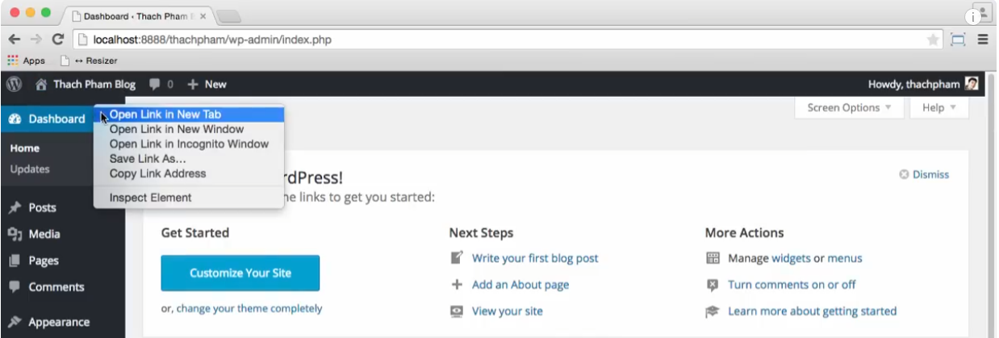 Dashboard ‹ Thach Pham
localhost:8888/thachpham/wp-admin/index.php
Apps ↔ Resizer
Thach Pham Blog 0 + New Howdy, thachpham
Dashboard Open Link in New Tab Screen Options Help
Open Link in New Window
Open Link in Incognito Window
Home Save Link As...
Updates Copy Link Address rdPress! Dismiss
Inspect Element he links to get you started:
Posts
Media Get Started Next Steps More Actions
Pages Customize Your Site Write your first blog post Manage widgets or menus
Comments Add an About page Turn comments on or off
or, change your theme completely View your site Learn more about getting started
Appearance